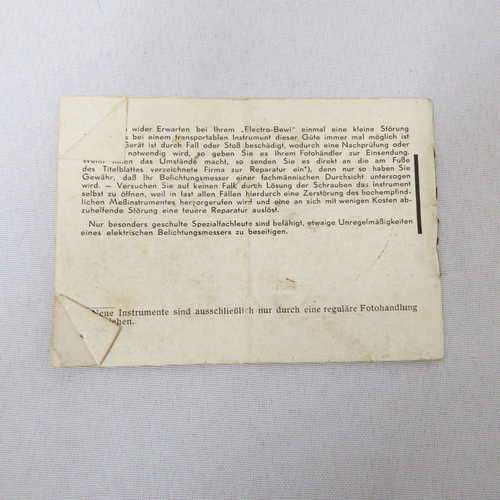 wider Erwarten bei Ihrem „Electro-Bewi" einmal eine kleine Störung
bei einem transportablen Instrument dieser Güte immer mal möglich ist
Gerät ist durch Fall oder Stoß beschädigt, wodurch eine Nachprüfung oder
notwendig wird, so geben Sie es Ihrem Fotohändler zur Einsendung.
Ihnen das Umstände macht, so senden Sie es direkt an die am Fuße
des Titelblattes verzeichnete Firma zur Reparatur ein*), denn nur so haben Sie
Gewähr, daß Ihr Belichtungsmesser einer fachmännischen Durchsicht unterzogen
wird. — Versuchen Sie auf keinen Fall durch Lösung der Schrauben das Instrument
selbst zu öffnen, weil in fast allen Fällen hierdurch eine Zerstörung des hochempfind-
lichen Meßinstrumentes hervorgerufen wird und eine an sich mit wenigen Kosten ab-
zuhelfende Störung eine teuere Reparatur auslöst.
Nur besonders geschulte Spezialfachleute sind befähigt, etwaige Unregelmäßigkeiten
eines elektrischen Belichtungsmessers zu beseitigen.
Neue Instrumente sind ausschließlich nur durch eine reguläre Fotohandlung